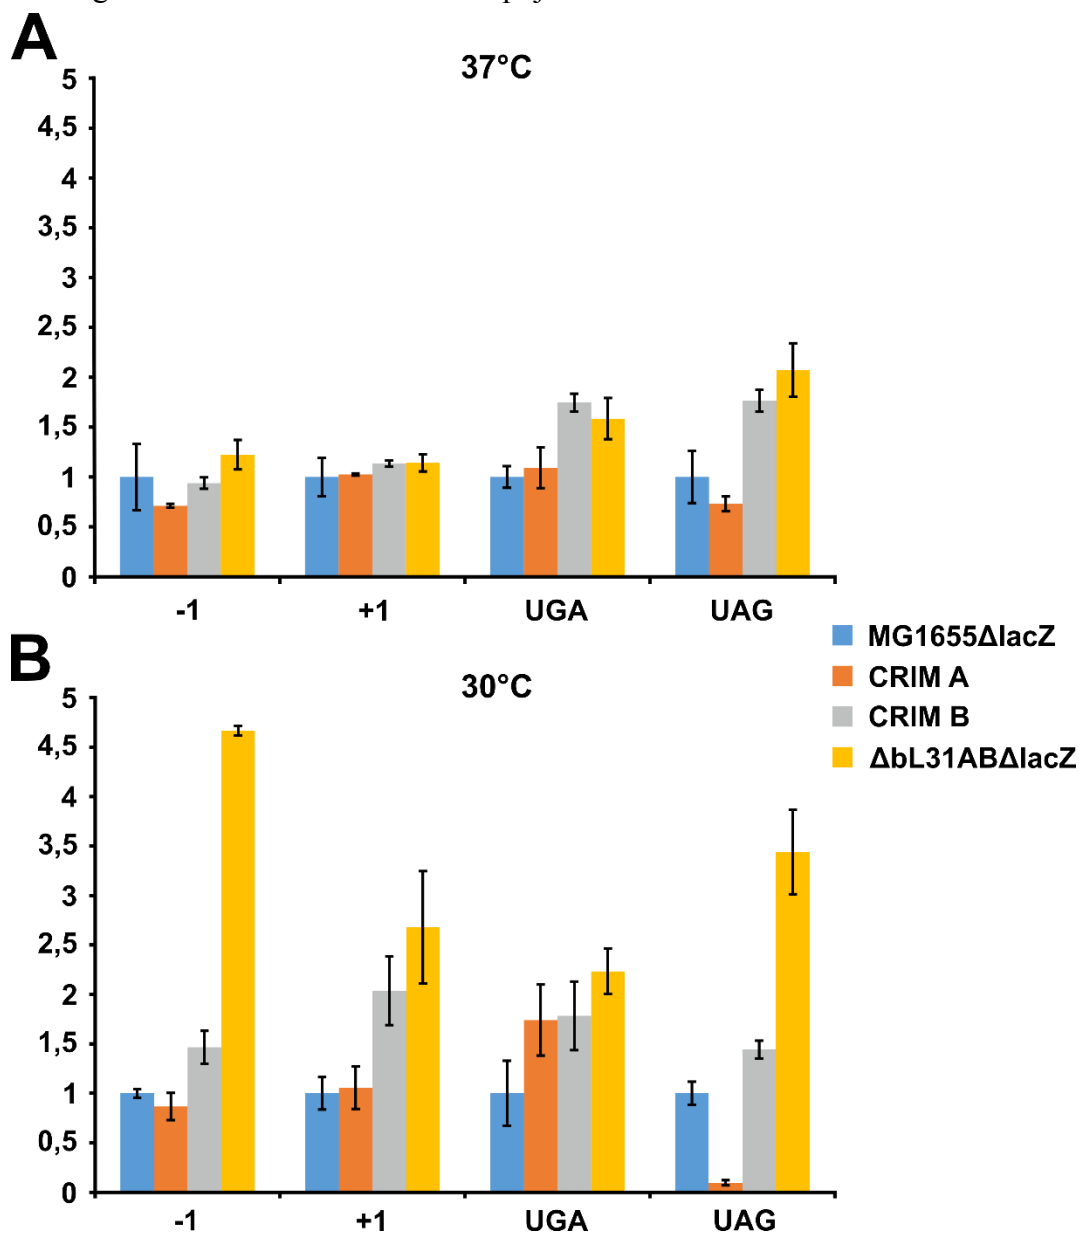 A
37°C
5
4,5
4
3,5
3
2,5
2
1,5
1
0,5
0
-1 +1 UGA UAG
MG1655ΔlacZ
CRIM A
CRIM B
ΔbL31ABΔlacZ
B
30°C
5
4,5
4
3,5
3
2,5
2
1,5
1
0,5
0
-1 +1 UGA UAG